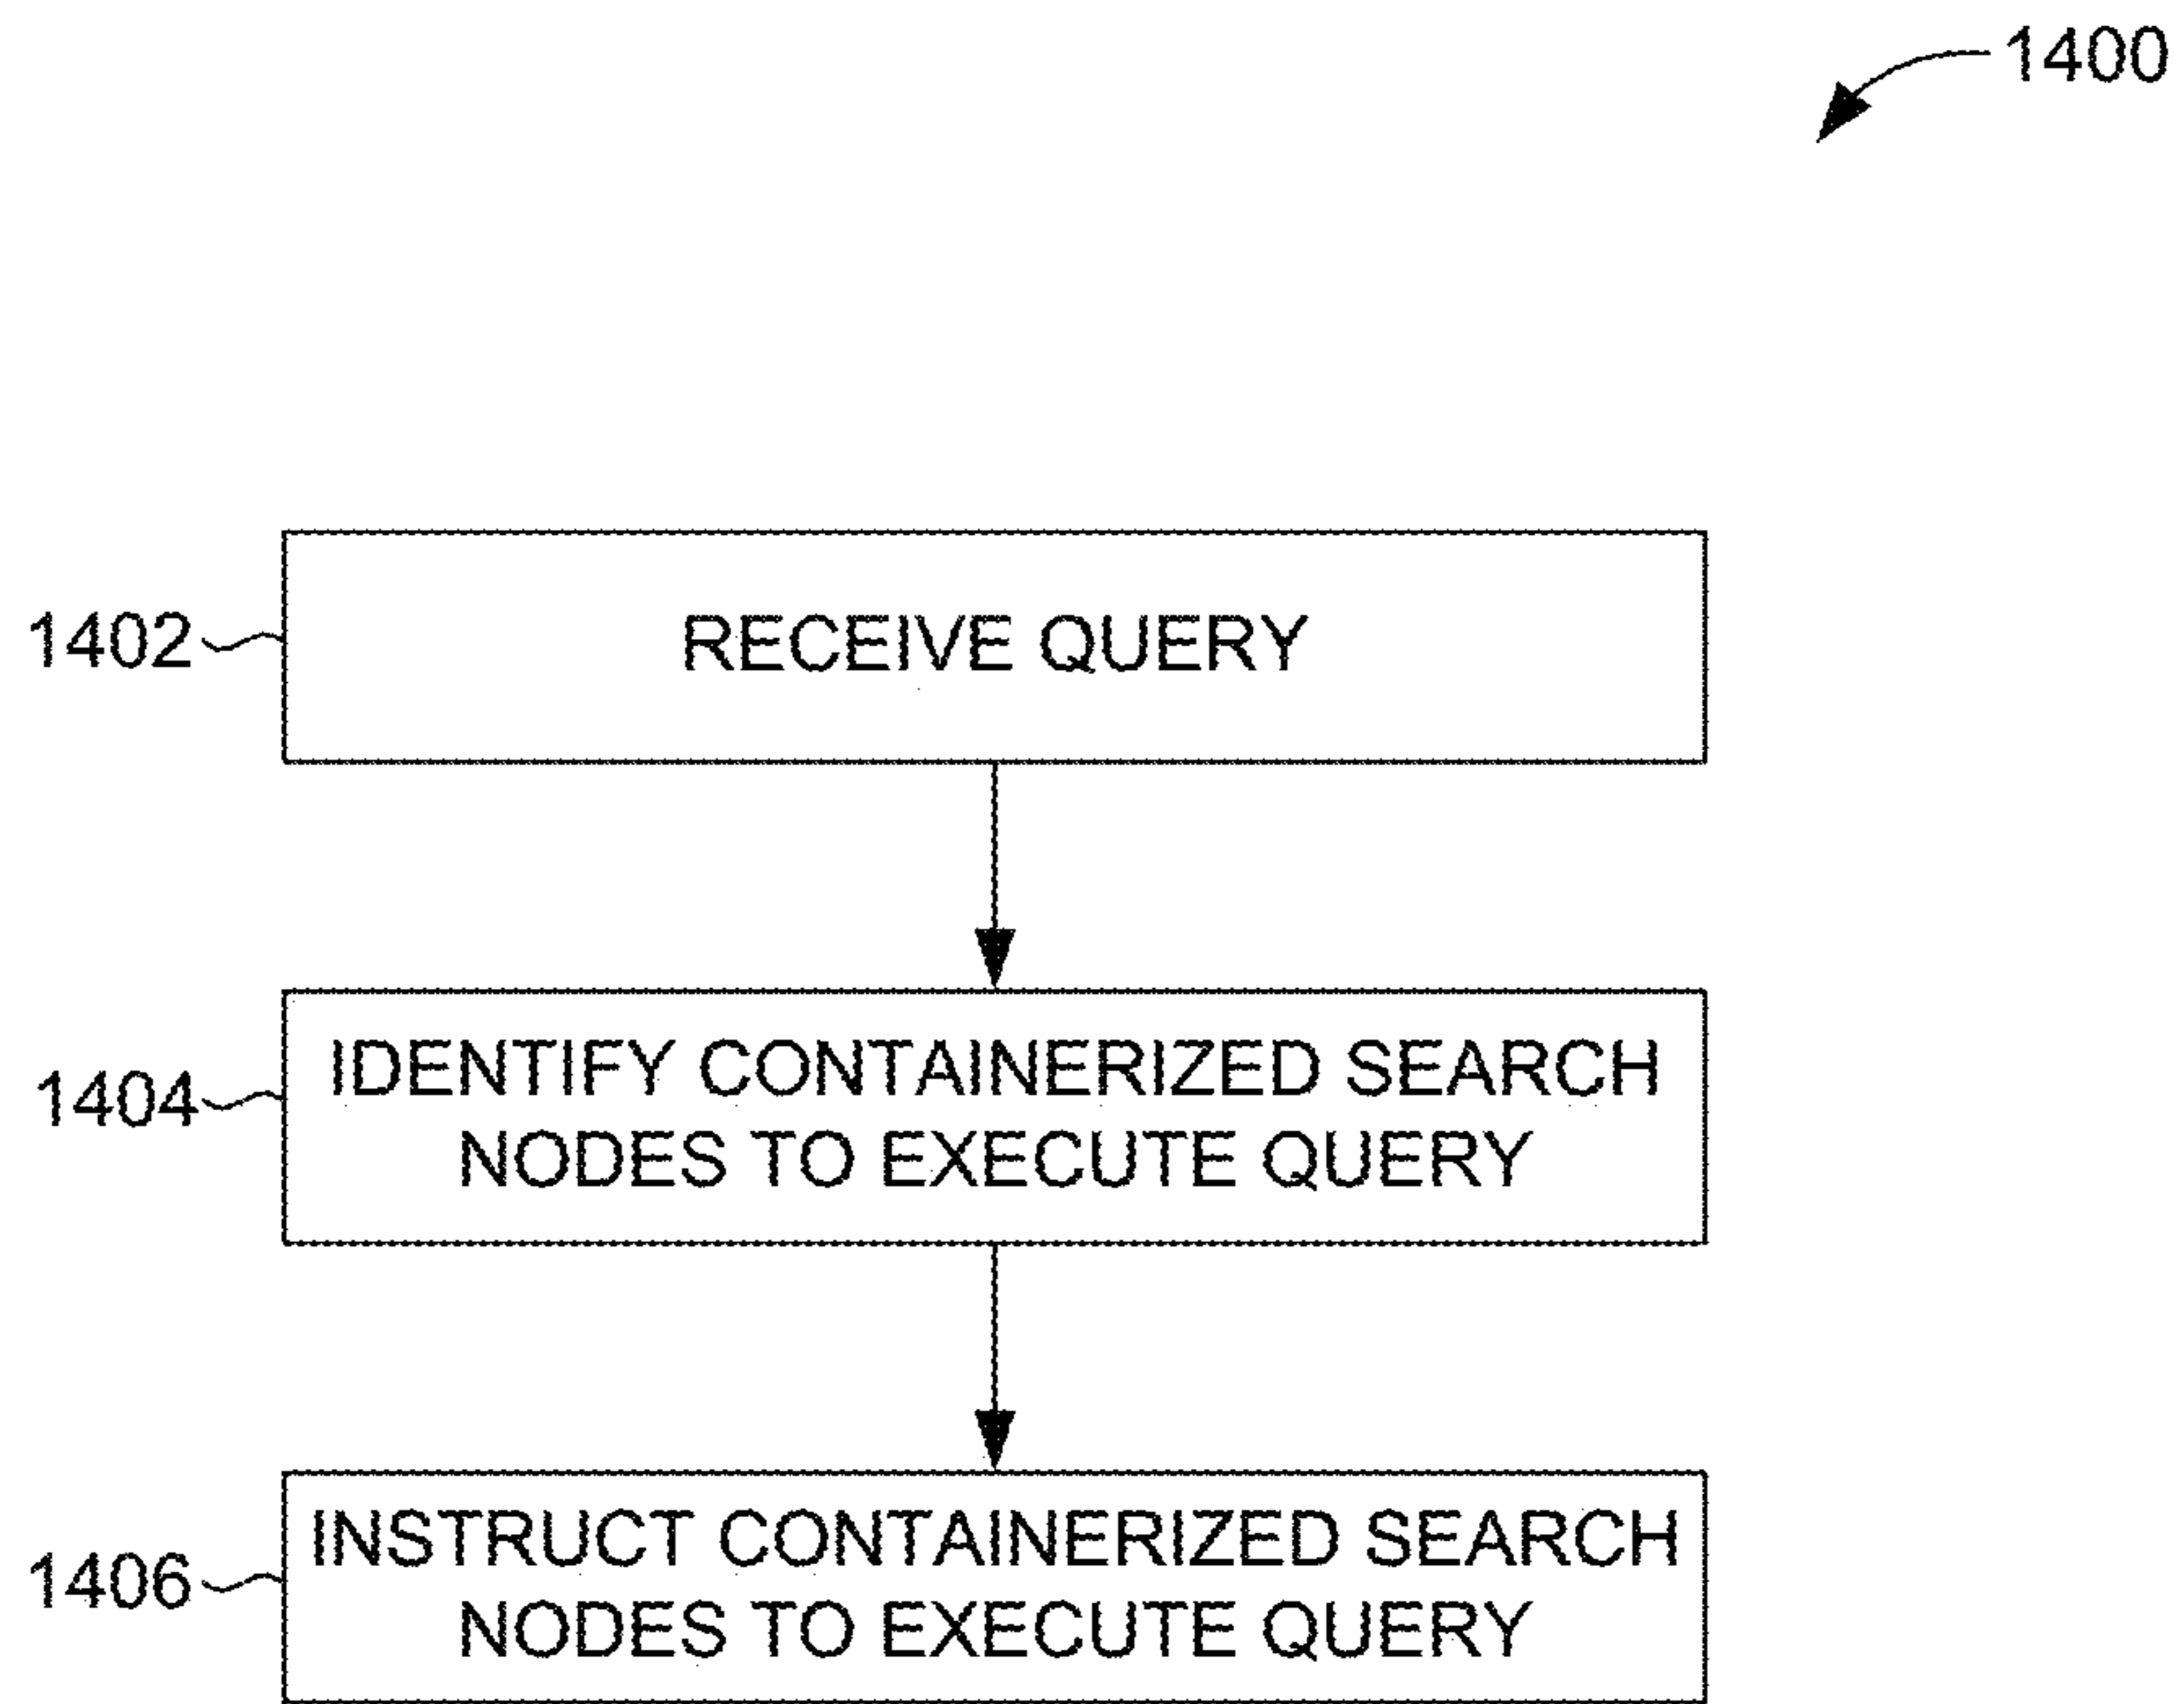 1400
1402
RECEIVE QUERY
1404
IDENTIFY CONTAINERIZED SEARCH
NODES TO EXECUTE QUERY
1406
INSTRUCT CONTAINERIZED SEARCH
NODES TO EXECUTE QUERY